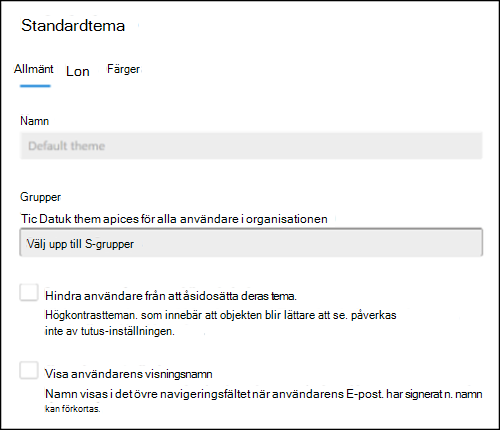 Standardtema
Allmänt Lon Färger
Namn
Default theme
Grupper
Tic Datuk them apices för alla användare i organisationen
Välj upp till S-grupper
Hindra användare från att åsidosätta deras tema.
Högkontrastteman. som innebär att objekten blir lättare att se. påverkas
inte av tutus-inställningen.
Visa användarens visningsnamn
Namn visas i det övre navigeringsfältet när användarens E-post. har signerat n. namn
kan förkortas.